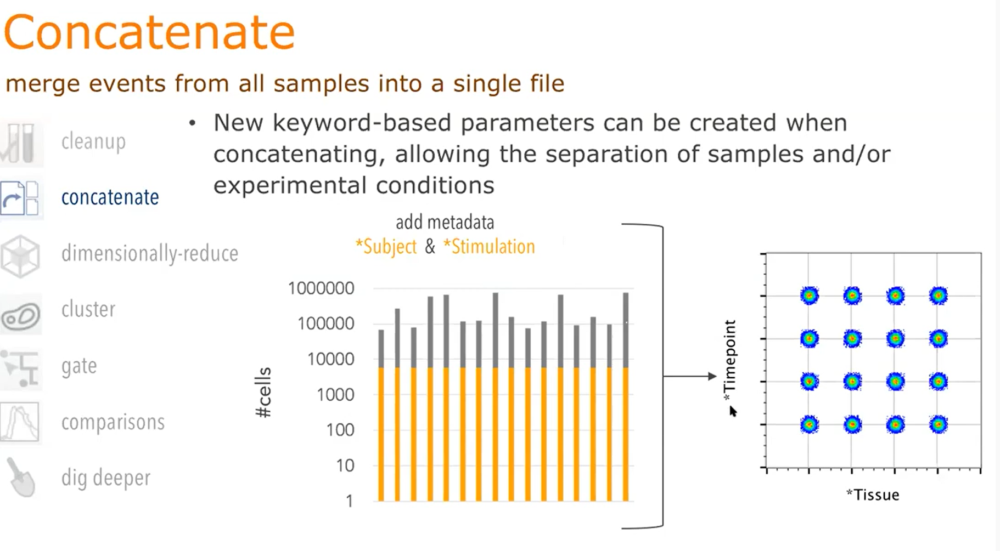 Concatenate
merge events from all samples into a single file
cleanup
concatenate
dimensionally-reduce
cluster
gate
comparisons
dig deeper
• New keyword-based parameters can be created when
concatenating, allowing the separation of samples and/or
experimental conditions
add metadata
*Subject & *Stimulation
#cells
1000000
100000
10000
1000
100
10
1
*Timepoint
*Tissue